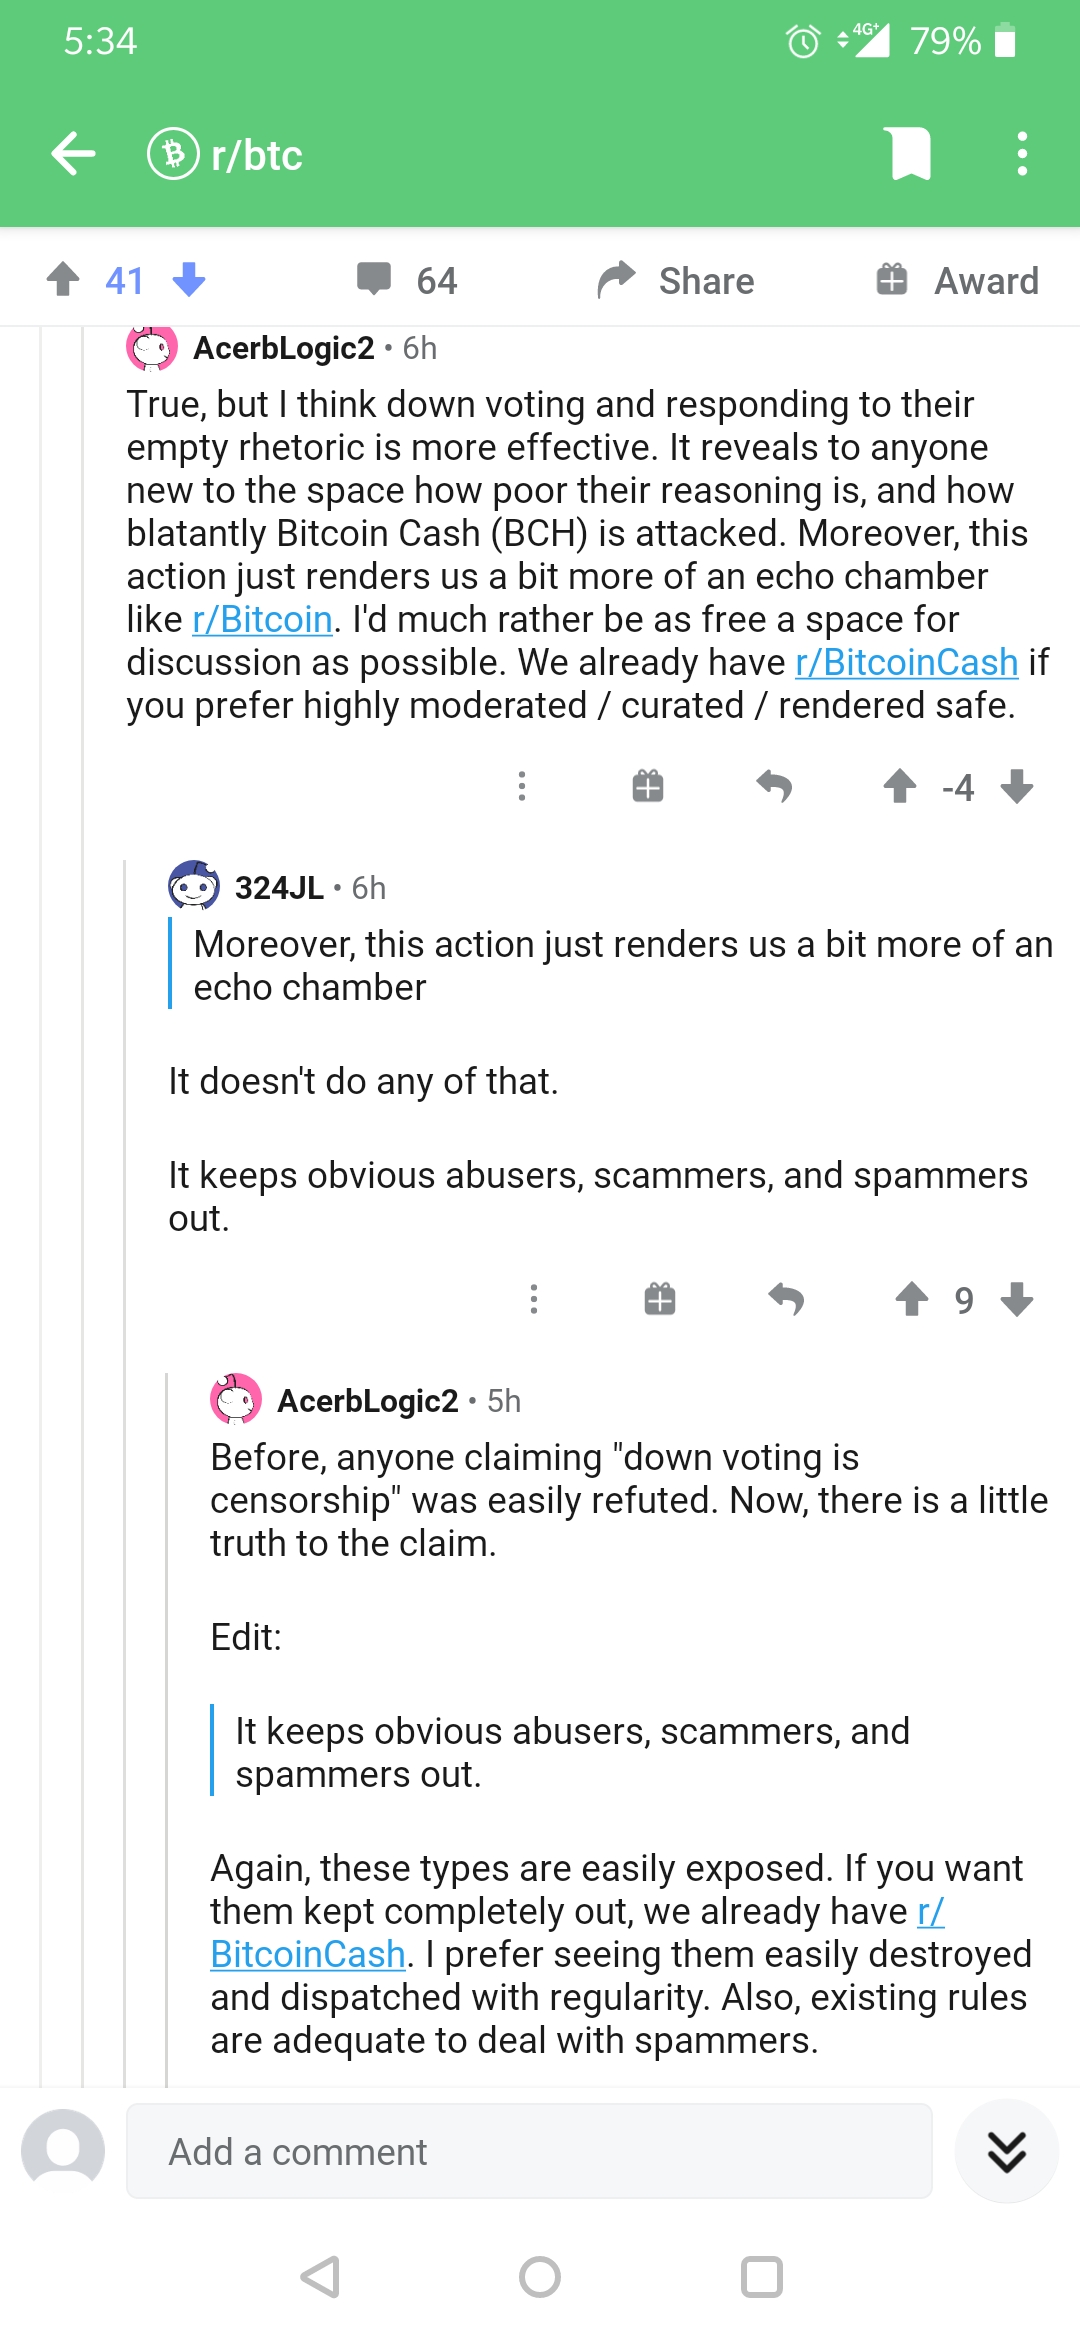 5:34
4G+ 79%
r/btc
41 64 Share Award
AcerbLogic2 • 6h
True, but I think down voting and responding to their
empty rhetoric is more effective. It reveals to anyone
new to the space how poor their reasoning is, and how
blatantly Bitcoin Cash (BCH) is attacked. Moreover, this
action just renders us a bit more of an echo chamber
like r/Bitcoin. I'd much rather be as free a space for
discussion as possible. We already have r/BitcoinCash if
you prefer highly moderated / curated / rendered safe.
-4
324JL • 6h
Moreover, this action just renders us a bit more of an
echo chamber
It doesn't do any of that.
It keeps obvious abusers, scammers, and spammers
out.
9
AcerbLogic2 • 5h
Before, anyone claiming "down voting is
censorship" was easily refuted. Now, there is a little
truth to the claim.
Edit:
It keeps obvious abusers, scammers, and
spammers out.
Again, these types are easily exposed. If you want
them kept completely out, we already have r/
BitcoinCash. I prefer seeing them easily destroyed
and dispatched with regularity. Also, existing rules
are adequate to deal with spammers.
Add a comment